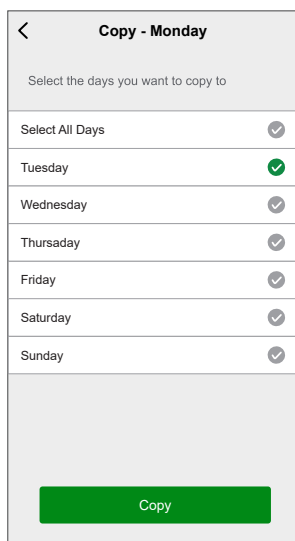 Copy - Monday
Select the days you want to copy to
Select All Days
Tuesday
Wednesday
Thursaday
Friday
Saturday
Sunday
Copy